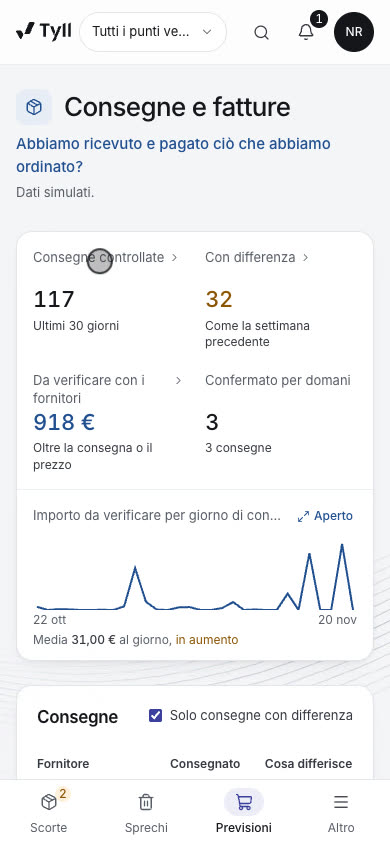 Tyll
Tutti i punti ve...
1
NR
Consegne e fatture
Abbiamo ricevuto e pagato ciò che abbiamo
ordinato?
Dati simulati.
Consegne controllate
Con differenza
117
32
Ultimi 30 giorni
Come la settimana
precedente
Da verificare con i
fornitori
Confermato per domani
918 €
3
Oltre la consegna o il
prezzo
3 consegne
Importo da verificare per giorno di con...
Aperto
22 ott
20 nov
Media 31,00 € al giorno, in aumento
Consegne
Solo consegne con differenza
Fornitore
Consegnato
Cosa differisce
2
Scorte
Sprechi
Previsioni
Altro